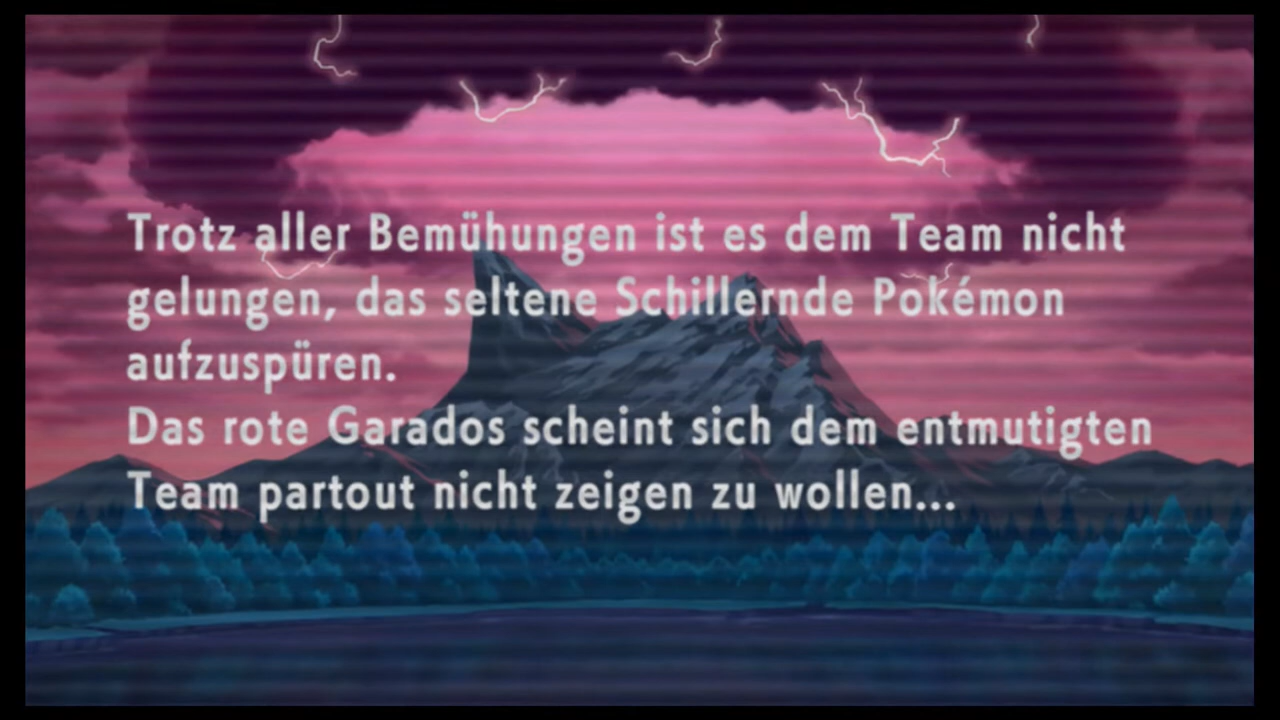 Trotz aller Bemühungen ist es dem Team nicht
gelungen, das seltene Schillernde Pokémon
aufzuspüren.
Das rote Garados scheint sich dem entmutigten
Team partout nicht zeigen zu wollen...